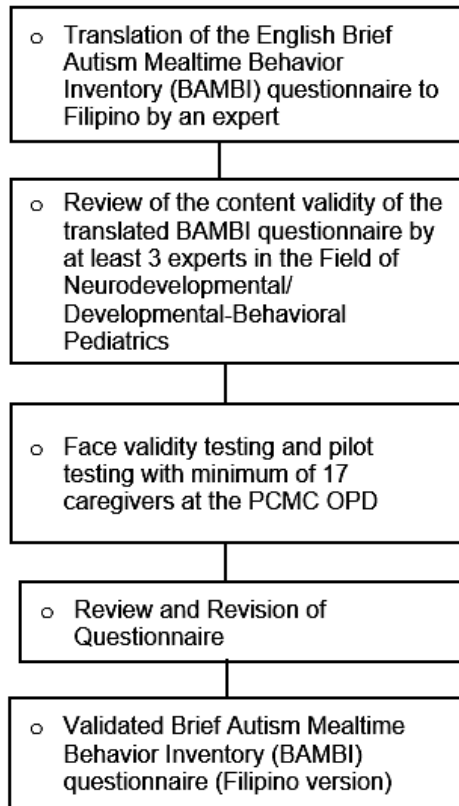 o Translation of the English Brief
Autism Mealtime Behavior
Inventory (BAMBI) questionnaire to
Filipino by an expert
o Review of the content validity of the
translated BAMBI questionnaire by
at least 3 experts in the Field of
Neurodevelopmental/
Developmental-Behavioral
Pediatrics
o Face validity testing and pilot
testing with minimum of 17
caregivers at the PCMC OPD
o Review and Revision of
Questionnaire
o Validated Brief Autism Mealtime
Behavior Inventory (BAMBI)
questionnaire (Filipino version)